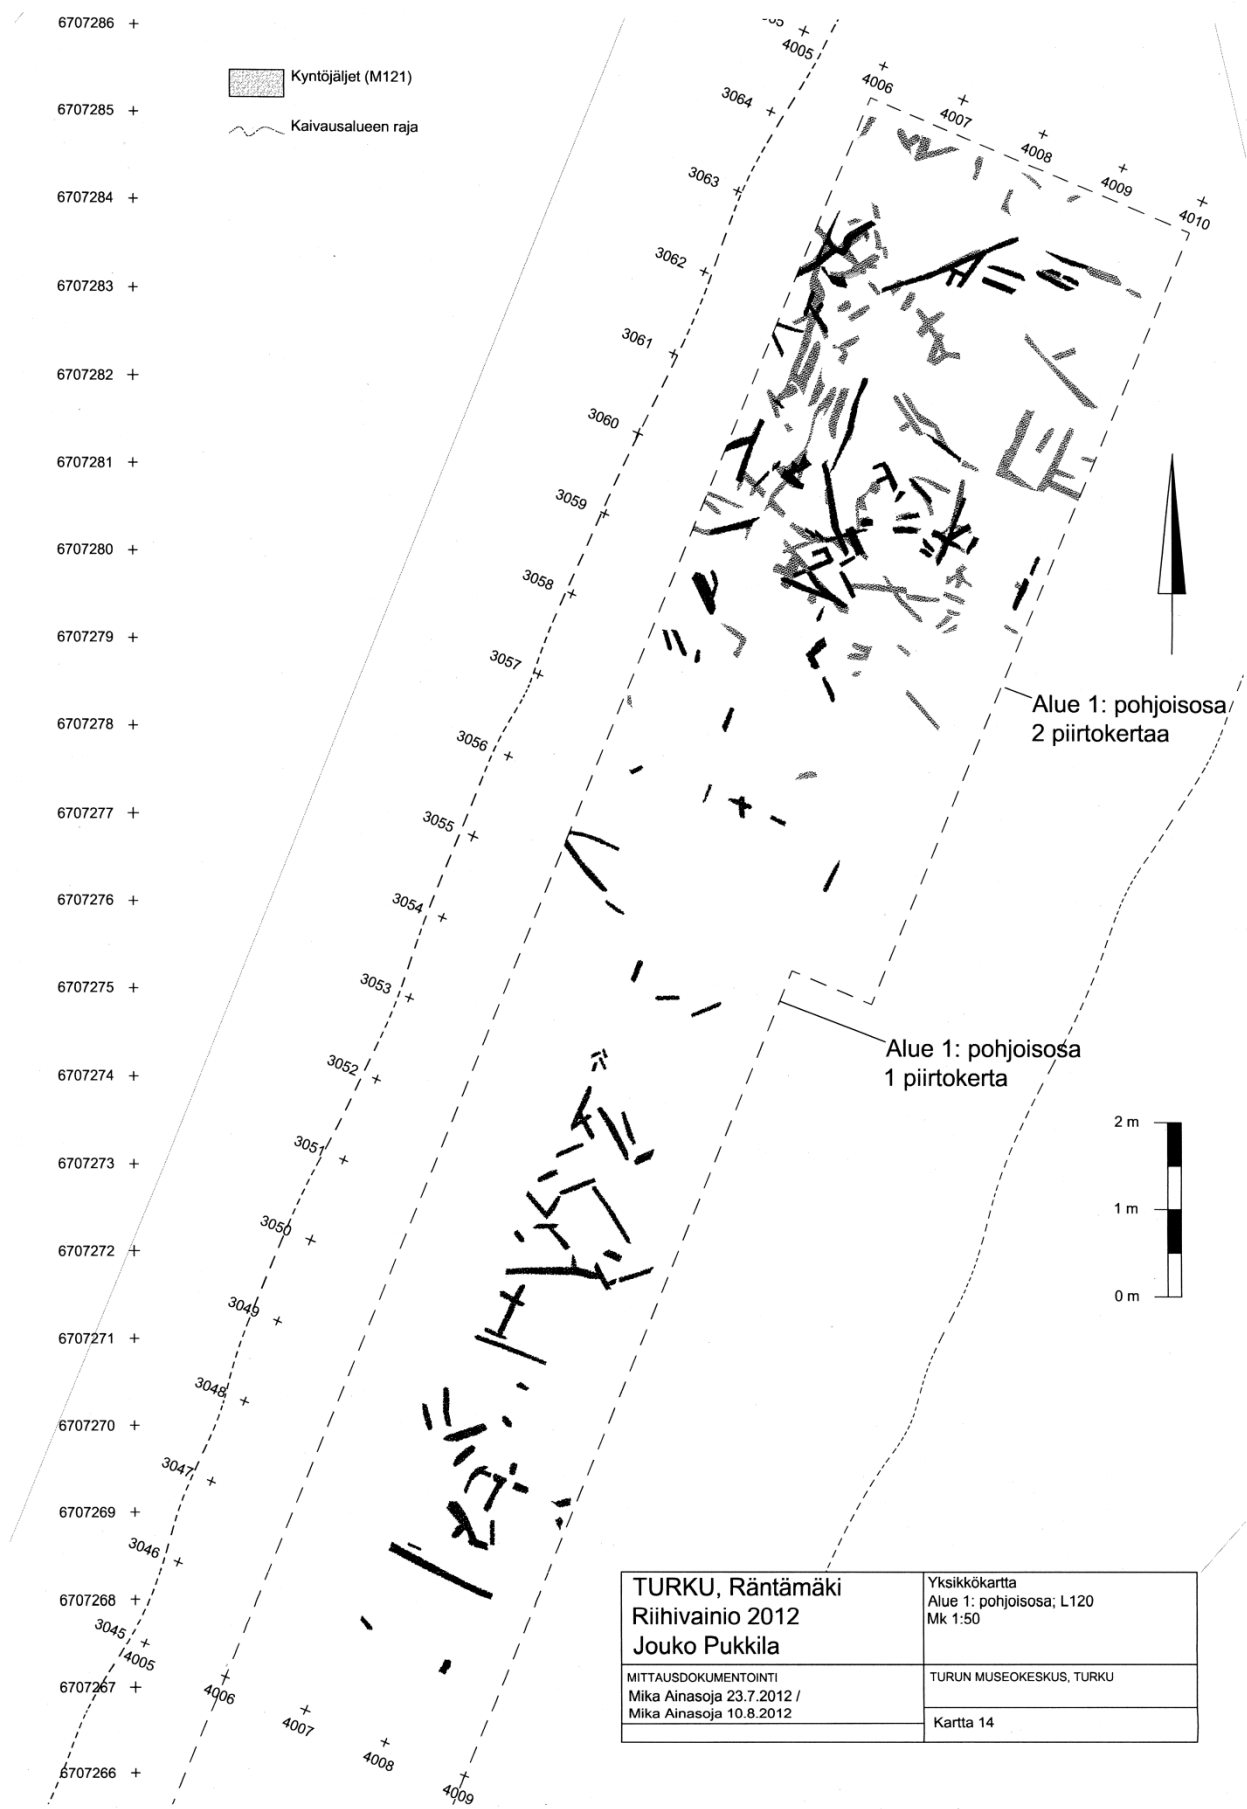 6707286
6707285
6707284
6707283
6707282
6707281
6707280
6707279
6707278
6707277
6707276
6707275
6707274
6707273
6707272
6707271
6707270
6707269
6707268
6707267
6707266
Kyntöjäljet (M121)
Kaivausalueen raja
4005
3064
3063
3062
3061
3060
3059
3058
3057
3056
3055
3054
3053
3052
3051
3050
3049
3048
3047
3046
3045
4006
4007
4008
4009
4010
Alue 1: pohjoisosa
2 piirtokertaa
Alue 1: pohjoisosa
1 piirtokerta
2 m
1 m
0 m
4005
4006
4007
4008
4009
TURKU, Räntämäki
Riihivainio 2012
Jouko Pukkila
Yksikkökartta
Alue 1: pohjoisosa; L120
Mk 1:50
MITTAUSDOKUMENTOINTI
Mika Ainasoja 23.7.2012 /
Mika Ainasoja 10.8.2012
TURUN MUSEOKESKUS, TURKU
Kartta 14